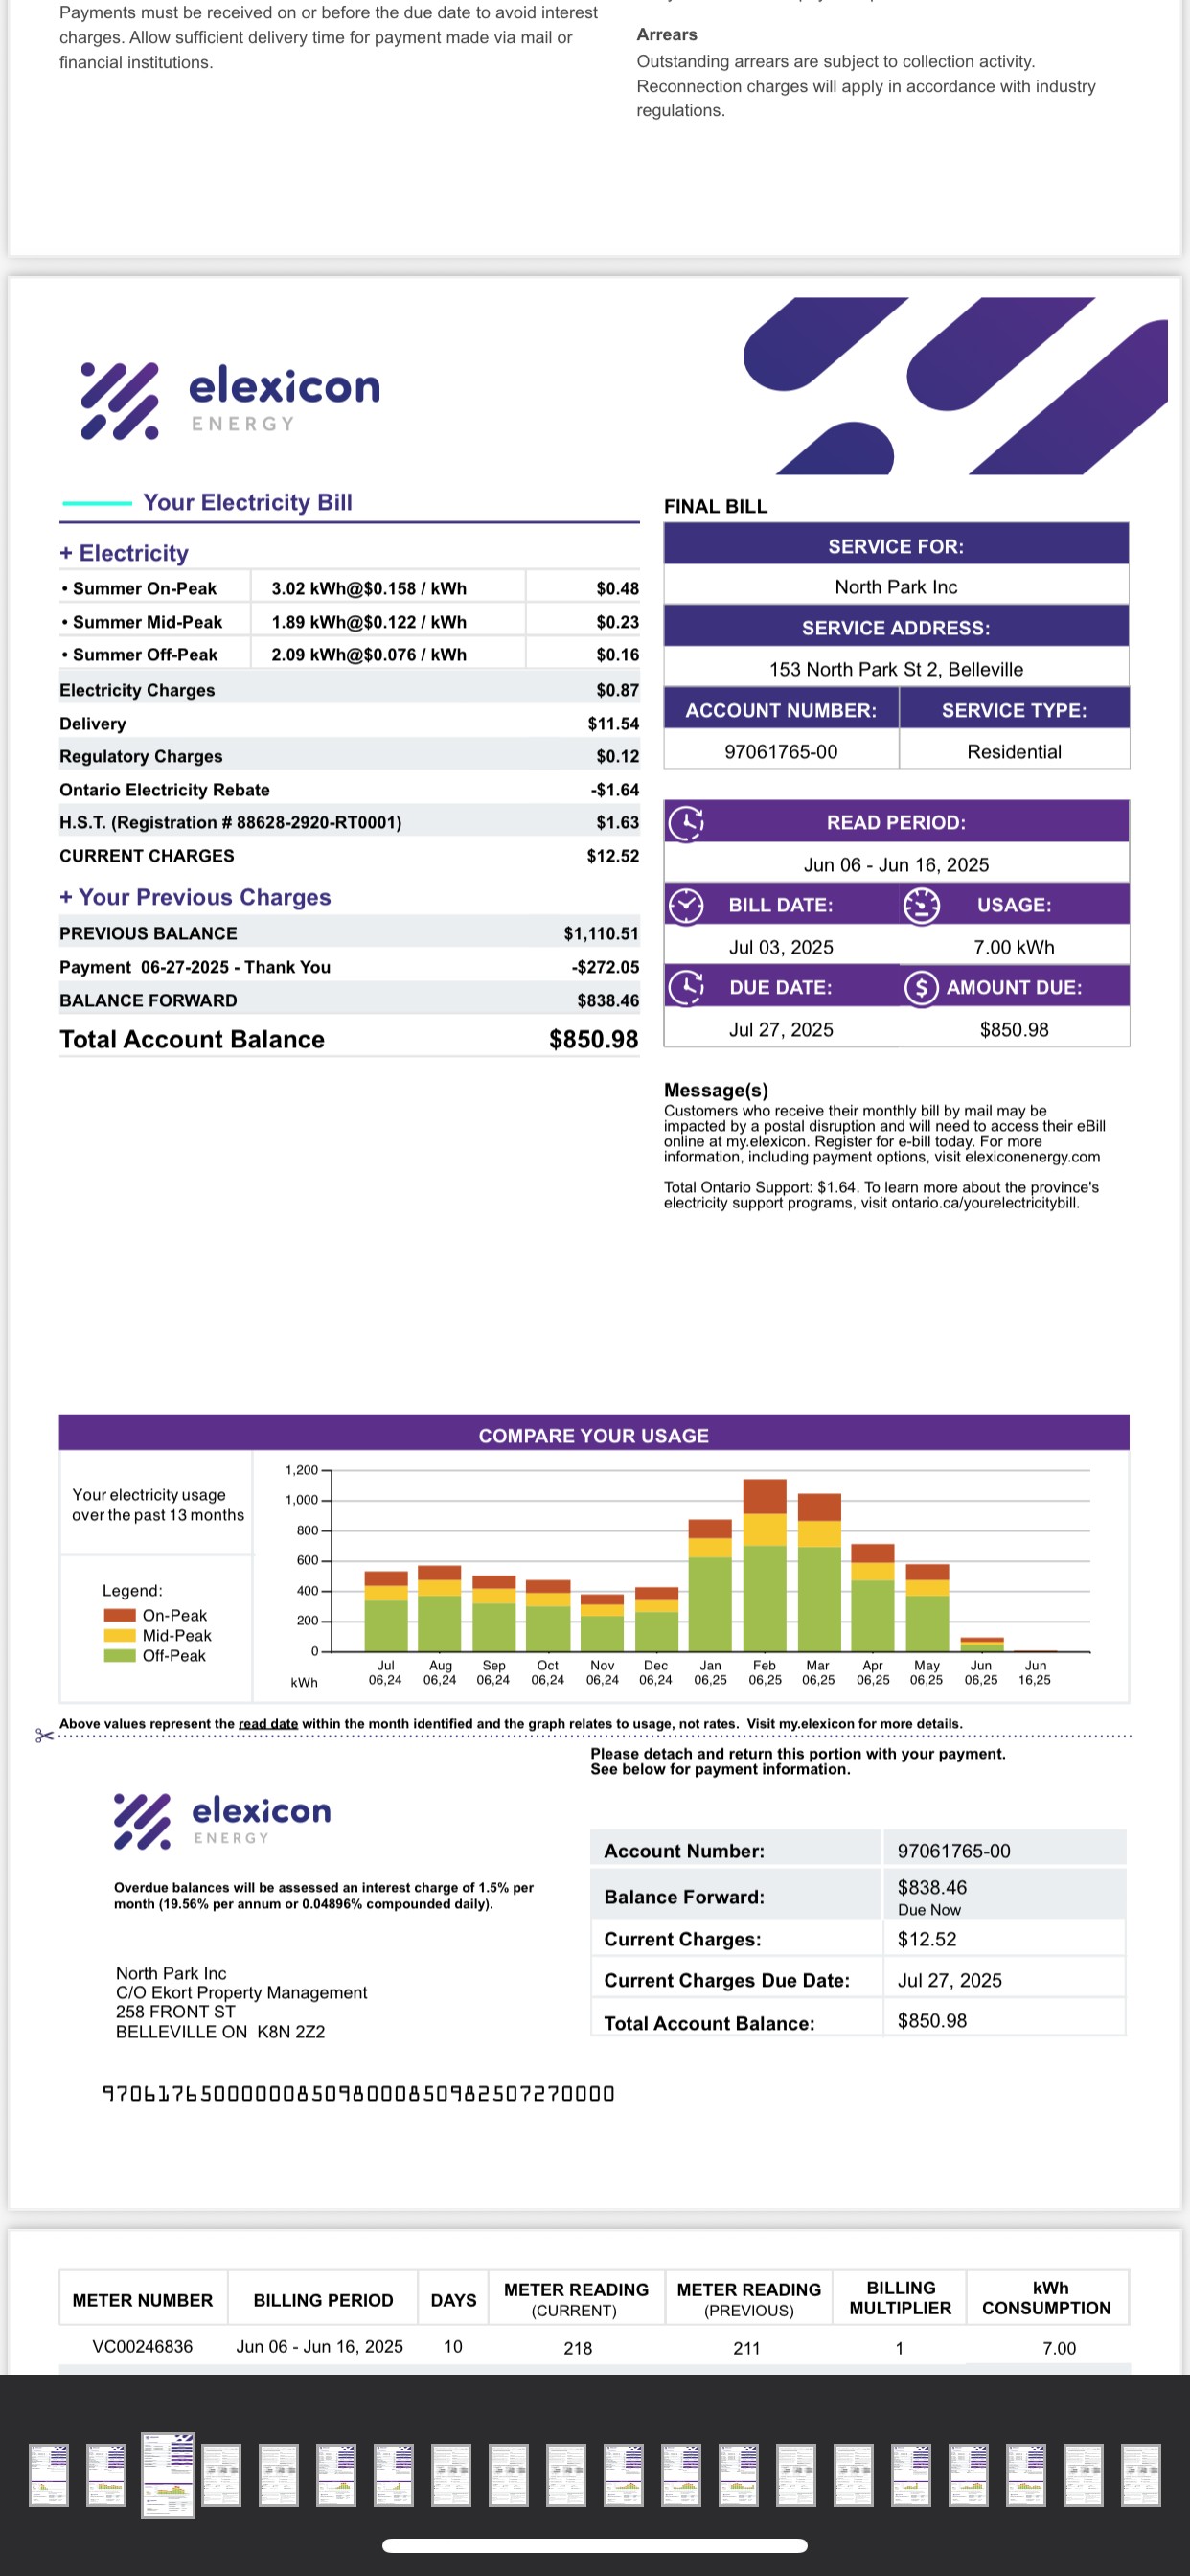 Payments must be received on or before the due date to avoid interest
charges. Allow sufficient delivery time for payment made via mail or
financial institutions.
Arrears
Outstanding arrears are subject to collection activity.
Reconnection charges will apply in accordance with industry
regulations.
elexicon
ENERGY
Your Electricity Bill
+ Electricity
• Summer On-Peak 3.02 kWh@$0.158 / kWh $0.48
• Summer Mid-Peak 1.89 kWh@$0.122 / kWh $0.23
• Summer Off-Peak 2.09 kWh@$0.076 / kWh $0.16
Electricity Charges $0.87
Delivery $11.54
Regulatory Charges $0.12
Ontario Electricity Rebate -$1.64
H.S.T. (Registration # 88628-2920-RT0001) $1.63
CURRENT CHARGES $12.52
+ Your Previous Charges
PREVIOUS BALANCE $1,110.51
Payment 06-27-2025 - Thank You -$272.05
BALANCE FORWARD $838.46
Total Account Balance $850.98
FINAL BILL
SERVICE FOR:
North Park Inc
SERVICE ADDRESS:
153 North Park St 2, Belleville
ACCOUNT NUMBER: SERVICE TYPE:
97061765-00 Residential
READ PERIOD:
Jun 06 - Jun 16, 2025
BILL DATE: USAGE:
Jul 03, 2025 7.00 kWh
DUE DATE: $ AMOUNT DUE:
Jul 27, 2025 $850.98
Message(s)
Customers who receive their monthly bill by mail may be
impacted by a postal disruption and will need to access their eBill
online at my.elexicon. Register for e-bill today. For more
information, including payment options, visit elexiconenergy.com
Total Ontario Support: $1.64. To learn more about the province's
electricity support programs, visit ontario.ca/yourelectricitybill.
COMPARE YOUR USAGE
Your electricity usage
over the past 13 months
Legend:
On-Peak
Mid-Peak
Off-Peak
1,200
1,000
800
600
400
200
0
kWh
Jul Aug Sep Oct Nov Dec Jan Feb Mar Apr May Jun Jun
06,24 06,24 06,24 06,24 06,24 06,24 06,25 06,25 06,25 06,25 06,25 06,25 16,25
Above values represent the read date within the month identified and the graph relates to usage, not rates. Visit my.elexicon for more details.
Please detach and return this portion with your payment.
See below for payment information.
elexicon
ENERGY
Overdue balances will be assessed an interest charge of 1.5% per
month (19.56% per annum or 0.04896% compounded daily).
North Park Inc
C/O Ekort Property Management
258 FRONT ST
BELLEVILLE ON K8N 2Z2
Account Number: 97061765-00
Balance Forward: $838.46
Due Now
Current Charges: $12.52
Current Charges Due Date: Jul 27, 2025
Total Account Balance: $850.98
9706176500000085098000850982507270000
METER NUMBER BILLING PERIOD DAYS METER READING (CURRENT) METER READING (PREVIOUS) BILLING MULTIPLIER kWh CONSUMPTION
VC00246836 Jun 06 - Jun 16, 2025 10 218 211 1 7.00